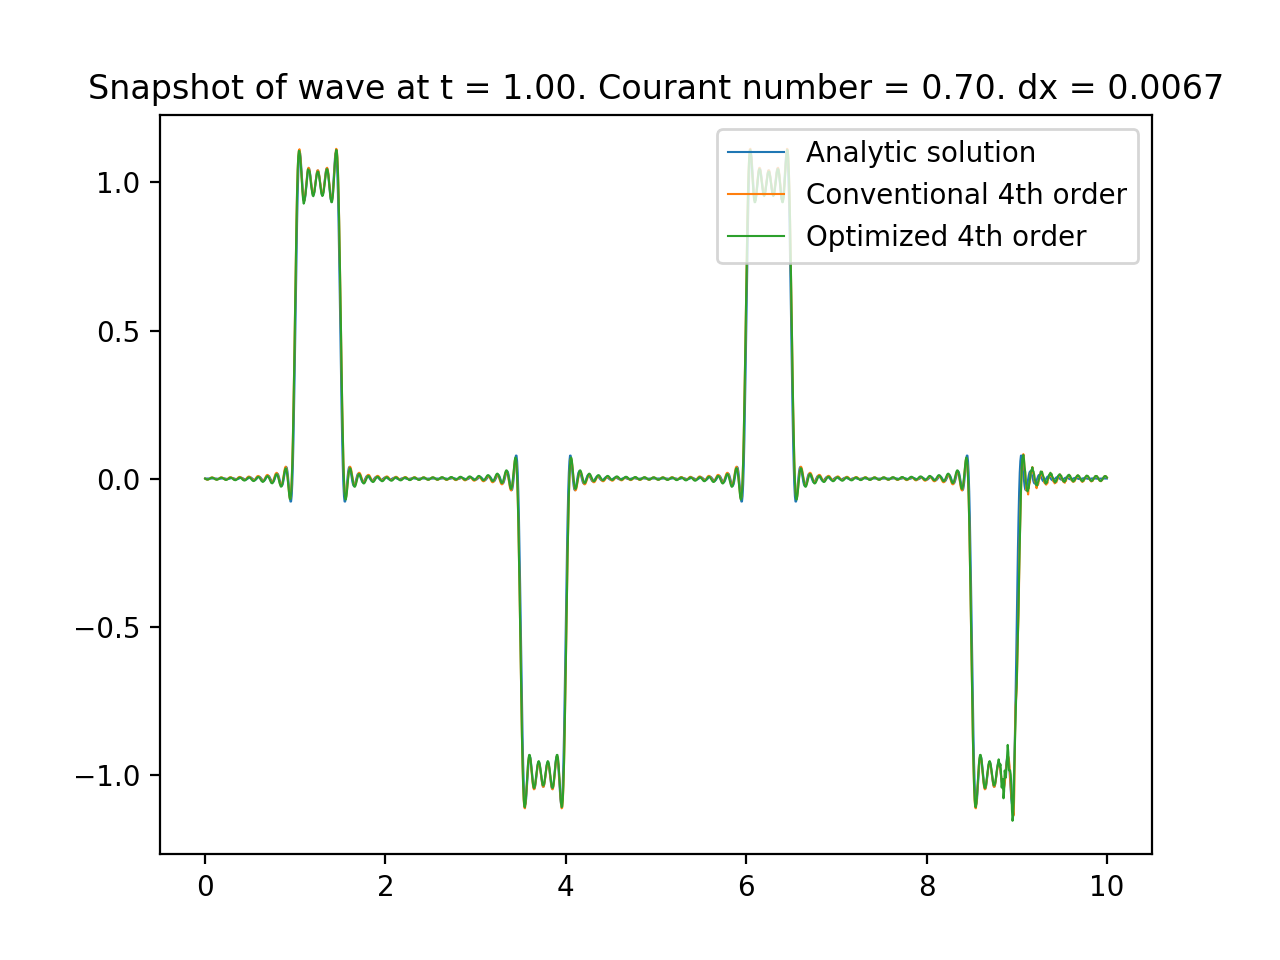 Snapshot of wave at t = 1.00. Courant number = 0.70. dx = 0.0067
Analytic solution
Conventional 4th order
Optimized 4th order
1.0
0.5
0.0
−0.5
−1.0
0 2 4 6 8 10